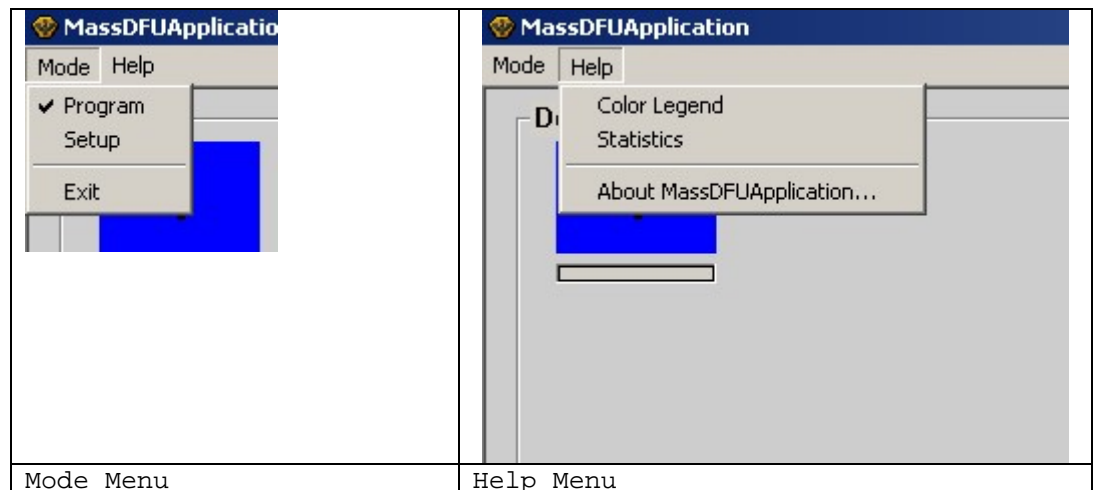 MassDFUApplicatio
Mode Help
Program
Setup
Exit
Mode Menu
MassDFUApplication
Mode Help
D
Color Legend
Statistics
About MassDFUApplication...
Help Menu